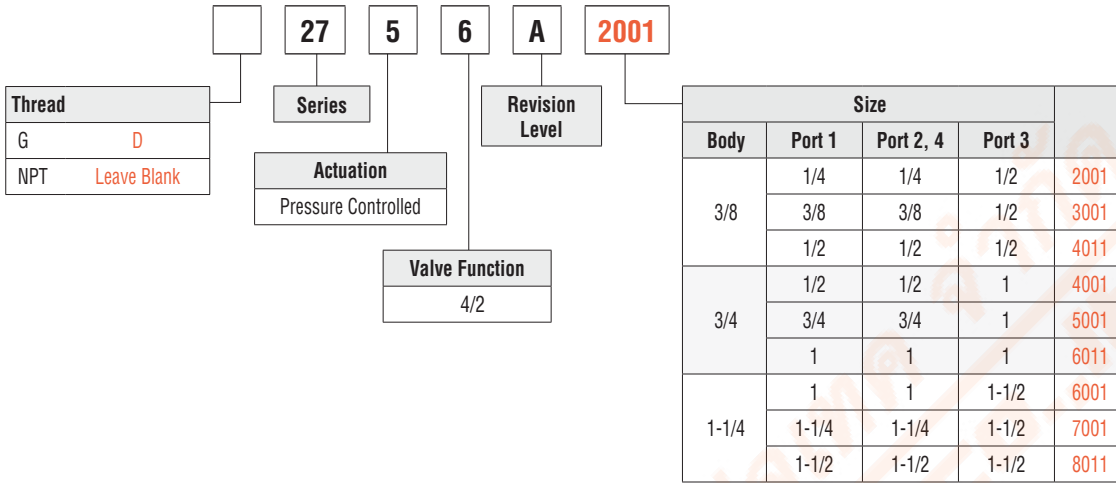 27 5 6 A 2001
Thread
G D
NPT Leave Blank
Series
Actuation
Pressure Controlled
Valve Function
4/2
Revision
Level
Size
Body Port 1 Port 2, 4 Port 3
3/8
1/4 1/4 1/2 2001
3/8 3/8 1/2 3001
1/2 1/2 1/2 4011
3/4
1/2 1/2 1 4001
3/4 3/4 1 5001
1 1 1 6011
1-1/4
1 1 1-1/2 6001
1-1/4 1-1/4 1-1/2 7001
1-1/2 1-1/2 1-1/2 8011